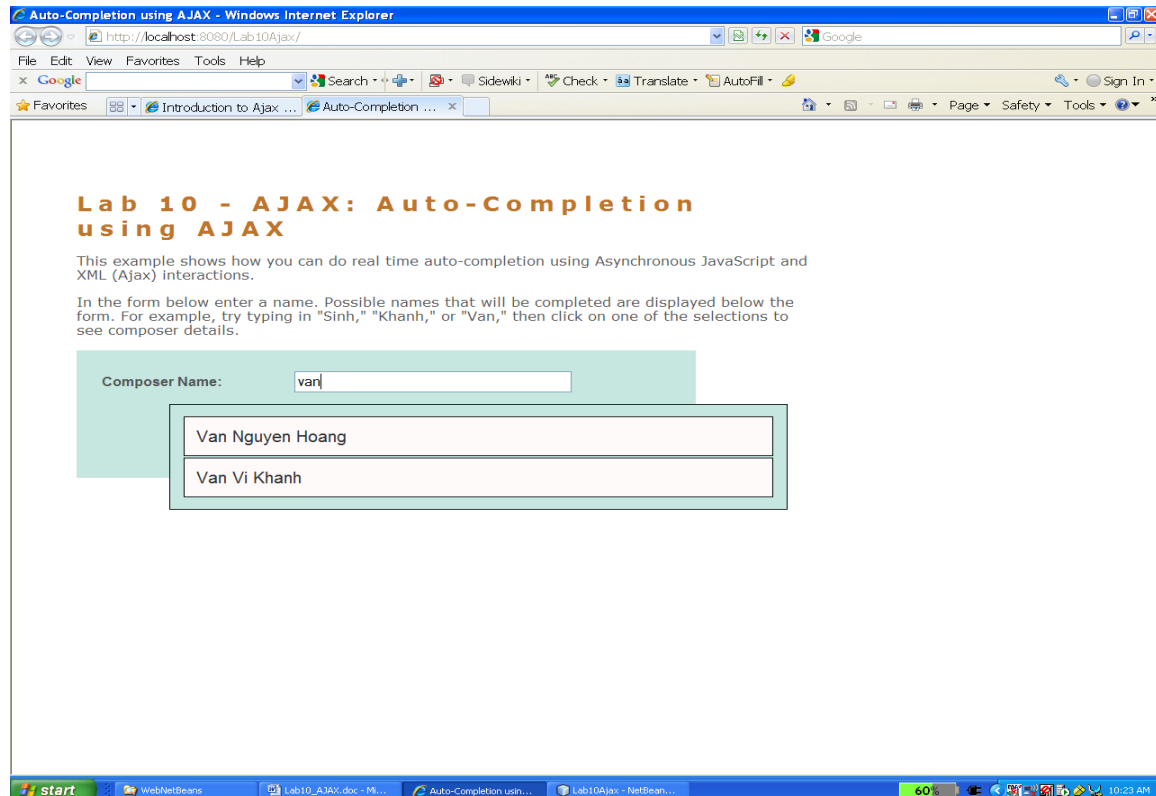 Auto-Completion using AJAX - Windows Internet Explorer
http://localhost:8080/Lab10Ajax/
Google
File Edit View Favorites Tools Help
x Google Search Sidewiki Check Translate AutoFill Sign In
Favorites Introduction to Ajax ... Auto-Completion ... x Page Safety Tools
Lab 10 - AJAX: Auto-Completion
using AJAX
This example shows how you can do real time auto-completion using Asynchronous JavaScript and
XML (Ajax) interactions.
In the form below enter a name. Possible names that will be completed are displayed below the
form. For example, try typing in "Sinh," "Khanh," or "Van," then click on one of the selections to
see composer details.
Composer Name: van
Van Nguyen Hoang
Van Vi Khanh
start WebNetBeans Lab10_AJAX.doc - Mi... Auto-Completion usin... Lab10Ajax - NetBean... 60% 10:23 AM